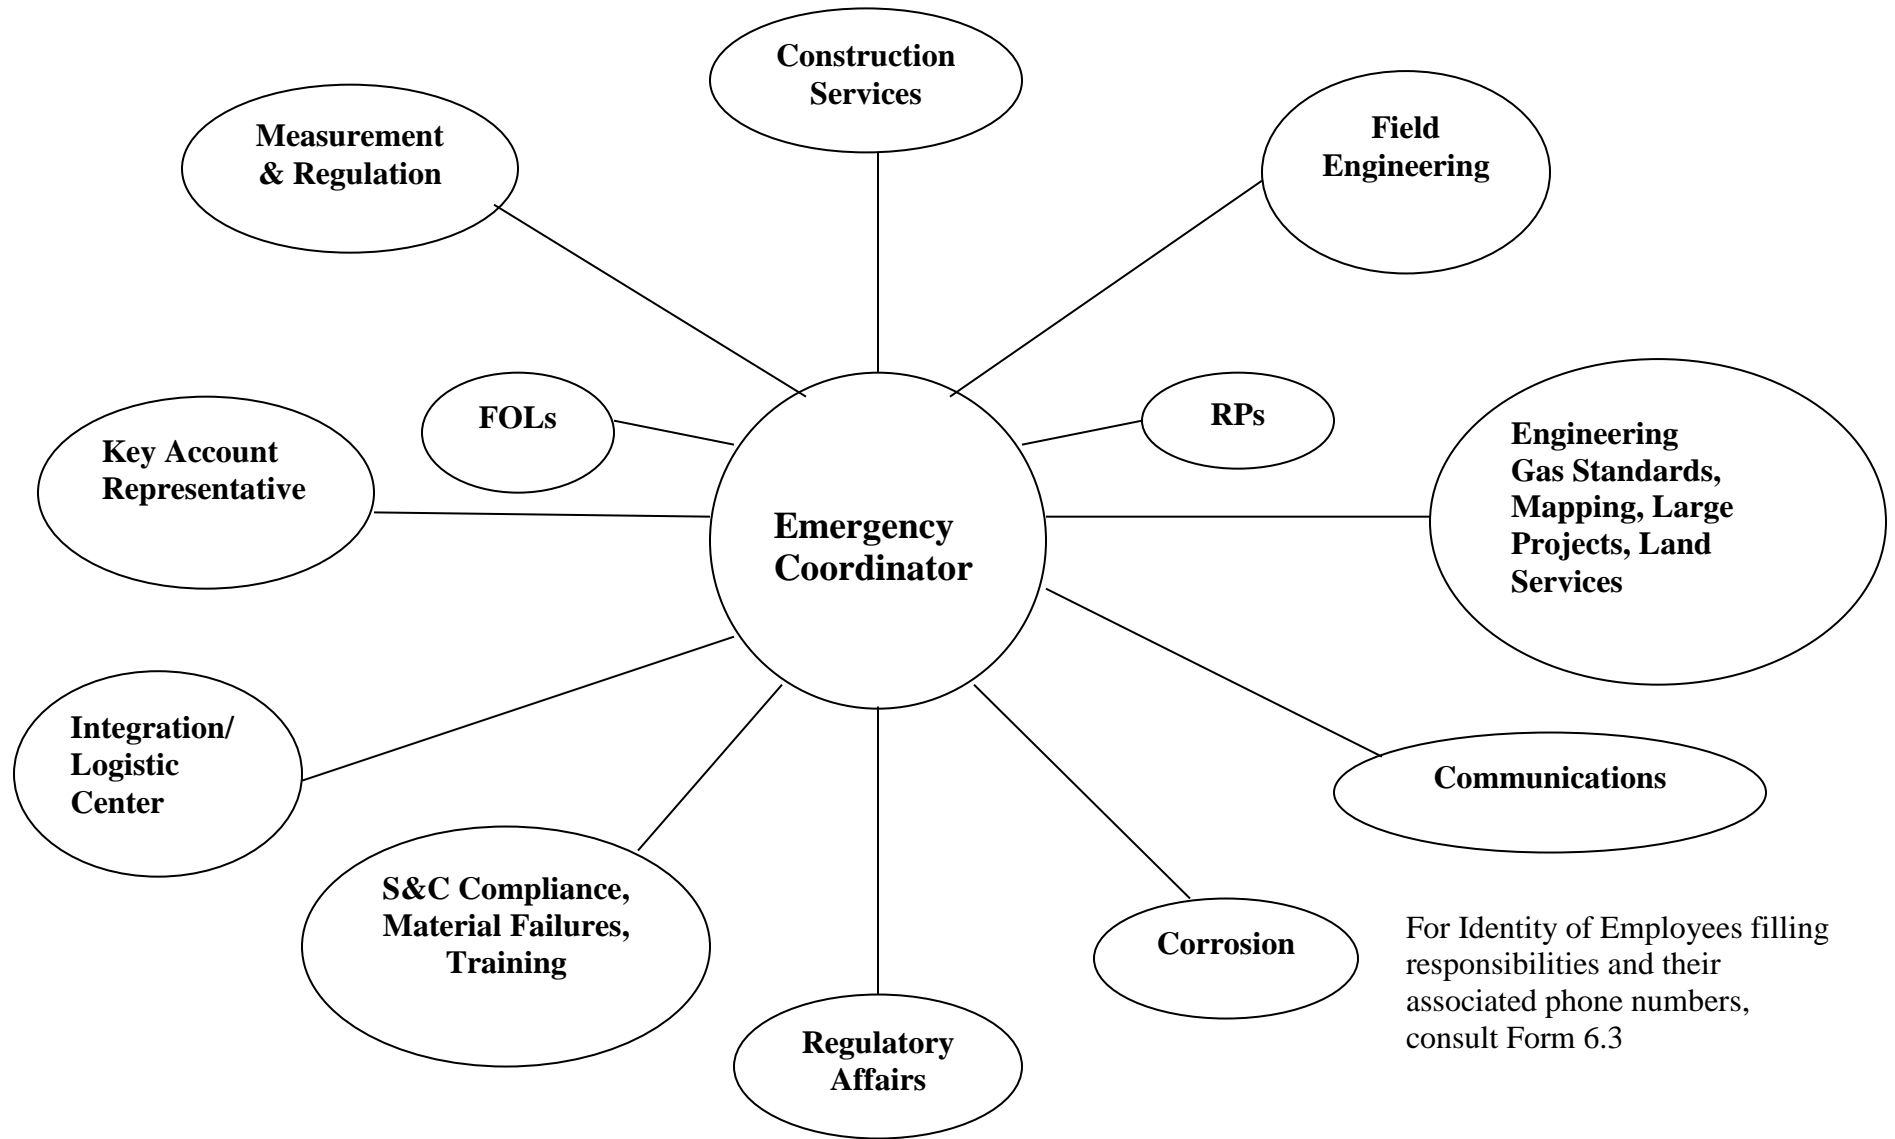 Construction
Services
Measurement
& Regulation
Field
Engineering
FOLs
RPs
Key Account
Representative
Engineering
Gas Standards,
Mapping, Large
Projects, Land
Services
Emergency
Coordinator
Integration/
Logistic
Center
Communications
S&C Compliance,
Material Failures,
Training
Corrosion
Regulatory
Affairs
For Identity of Employees filling
responsibilities and their
associated phone numbers,
consult Form 6.3